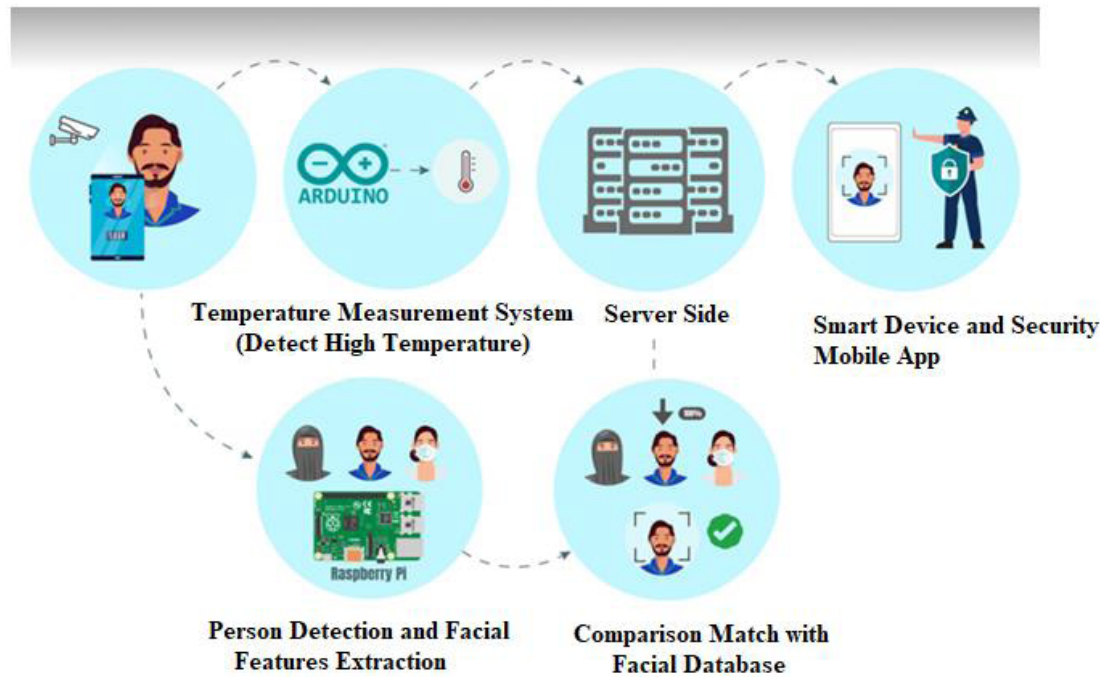 ARDUINO
Temperature Measurement System
(Detect High Temperature)
Server Side
Smart Device and Security
Mobile App
Raspberry Pi
Person Detection and Facial
Features Extraction
Comparison Match with
Facial Database